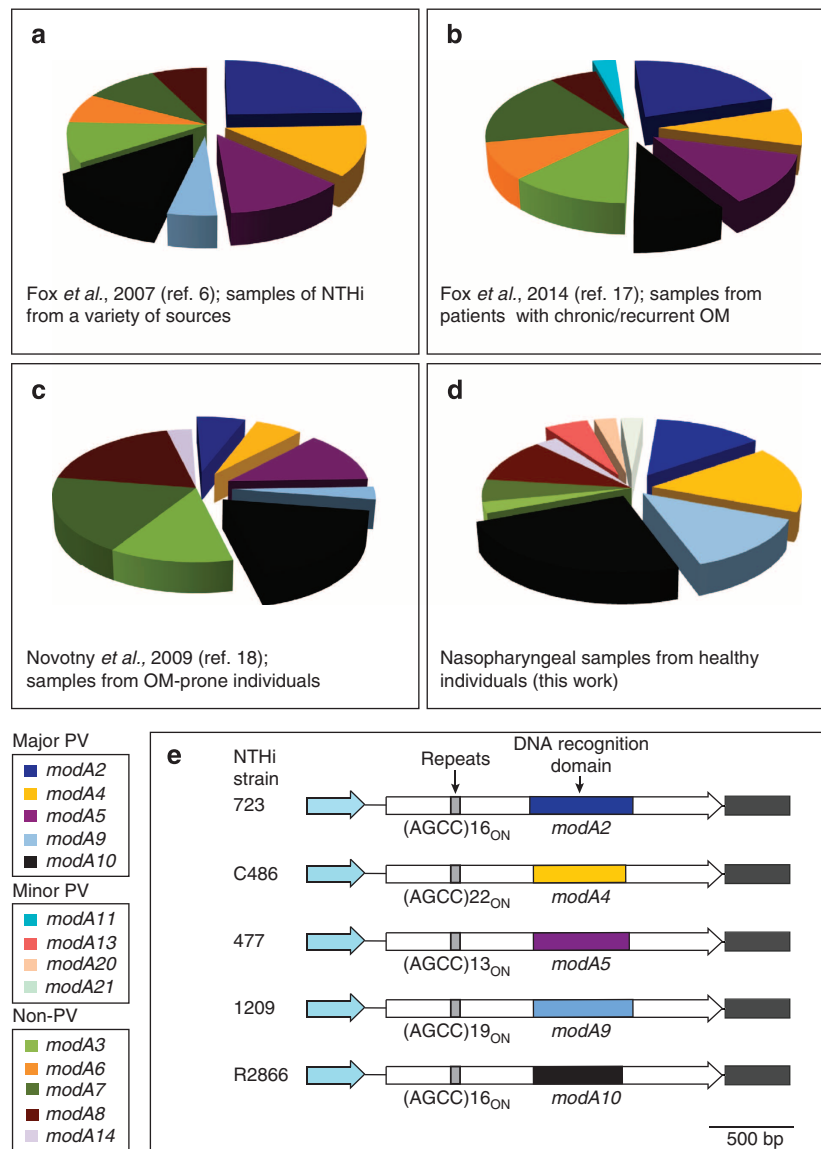 a
Fox et al., 2007 (ref. 6); samples of NTHi
from a variety of sources
b
Fox et al., 2014 (ref. 17); samples from
patients with chronic/recurrent OM
c
Novotny et al., 2009 (ref. 18);
samples from OM-prone individuals
d
Nasopharyngeal samples from healthy
individuals (this work)
Major PV
modA2
modA4
modA5
modA9
modA10
Minor PV
modA11
modA13
modA20
modA21
Non-PV
modA3
modA6
modA7
modA8
modA14
e
NTHi
strain
Repeats
DNA recognition
domain
723
(AGCC)16ON
modA2
C486
(AGCC)22ON
modA4
477
(AGCC)13ON
modA5
1209
(AGCC)19ON
modA9
R2866
(AGCC)16ON
modA10
500 bp